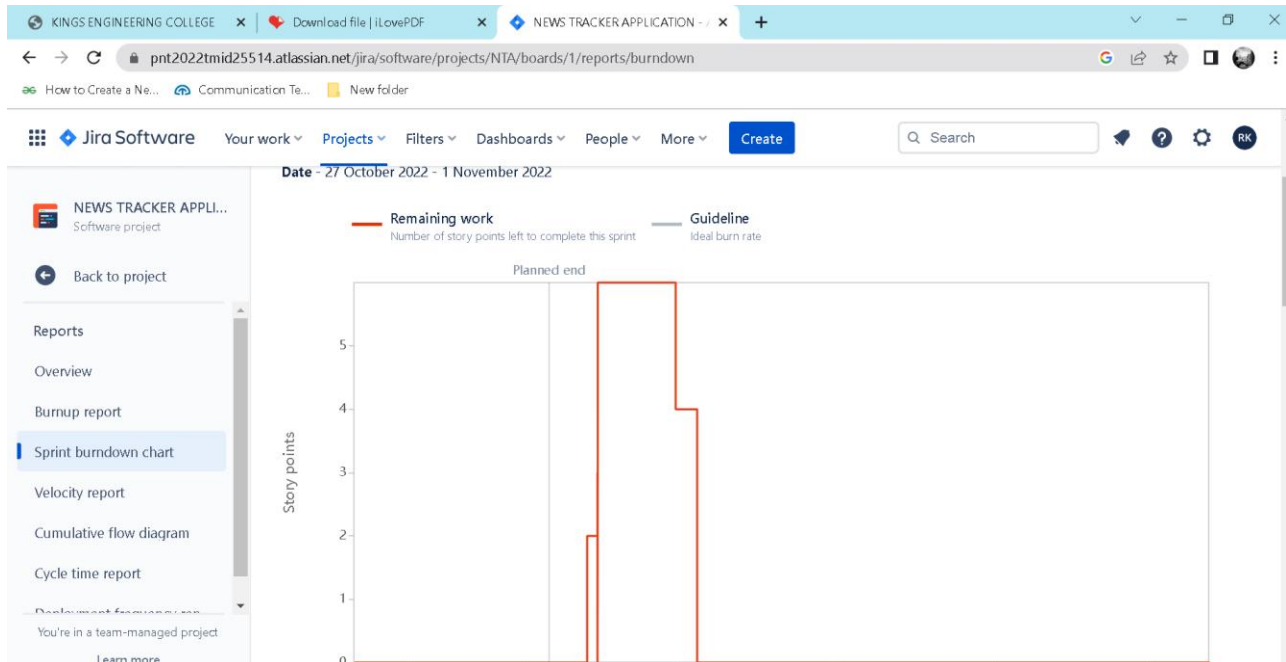 KINGS ENGINEERING COLLEGE
Download file | iLovePDF
NEWS TRACKER APPLICATION - A
pnt2022tmid25514.atlassian.net/jira/software/projects/NTA/boards/1/reports/burndown
How to Create a Ne...
Communication Te...
New folder
Jira Software
Your work
Projects
Filters
Dashboards
People
More
Create
Search
RK
NEWS TRACKER APPLI...
Software project
Back to project
Reports
Overview
Burnup report
Sprint burndown chart
Velocity report
Cumulative flow diagram
Cycle time report
Deployment frequency rep
You're in a team-managed project
Learn more
Date - 27 October 2022 - 1 November 2022
Remaining work
Number of story points left to complete this sprint
Guideline
Ideal burn rate
Planned end
Story points
5
4
3
2
1
0